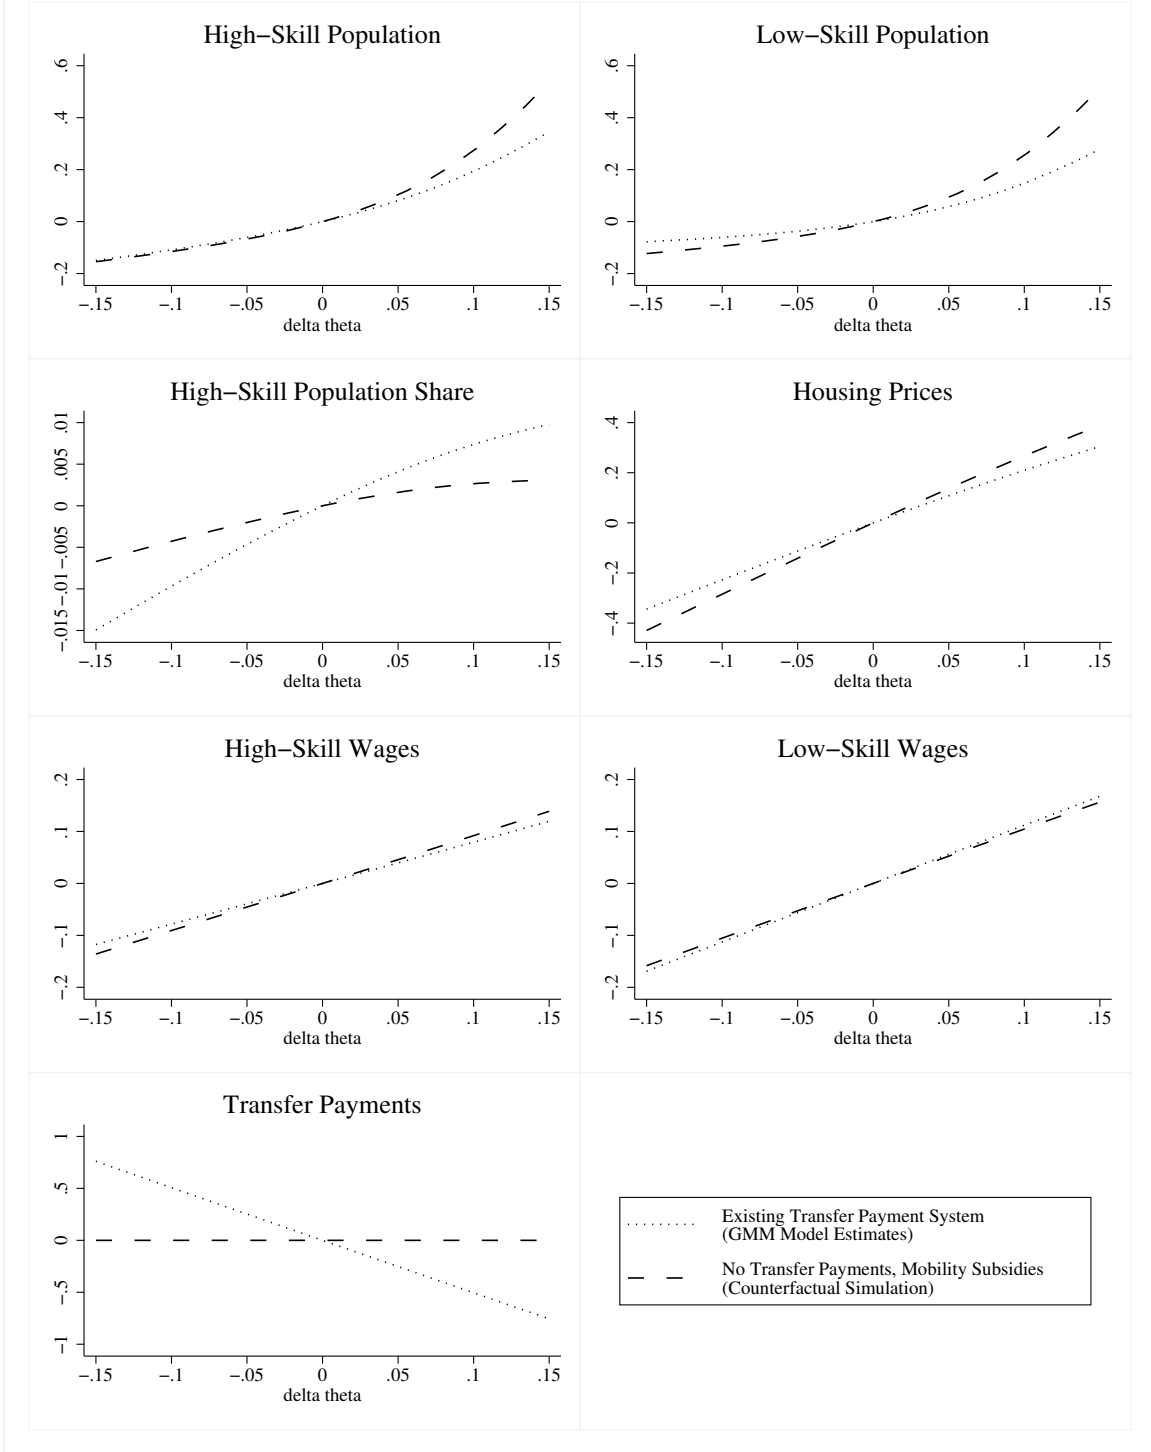 High−Skill Population
.6
.4
.2
0
−.2
−.15 −.1 −.05 0 .05 .1 .15
delta theta
Low−Skill Population
.6
.4
.2
0
−.2
−.15 −.1 −.05 0 .05 .1 .15
delta theta
High−Skill Population Share
.01
.005
0
−.005
−.01
−.015
−.15 −.1 −.05 0 .05 .1 .15
delta theta
Housing Prices
.4
.2
0
−.2
−.4
−.15 −.1 −.05 0 .05 .1 .15
delta theta
High−Skill Wages
.2
.1
0
−.1
−.2
−.15 −.1 −.05 0 .05 .1 .15
delta theta
Low−Skill Wages
.2
.1
0
−.1
−.2
−.15 −.1 −.05 0 .05 .1 .15
delta theta
Transfer Payments
1
.5
0
−.5
−1
−.15 −.1 −.05 0 .05 .1 .15
delta theta
Existing Transfer Payment System
(GMM Model Estimates)
No Transfer Payments, Mobility Subsidies
(Counterfactual Simulation)